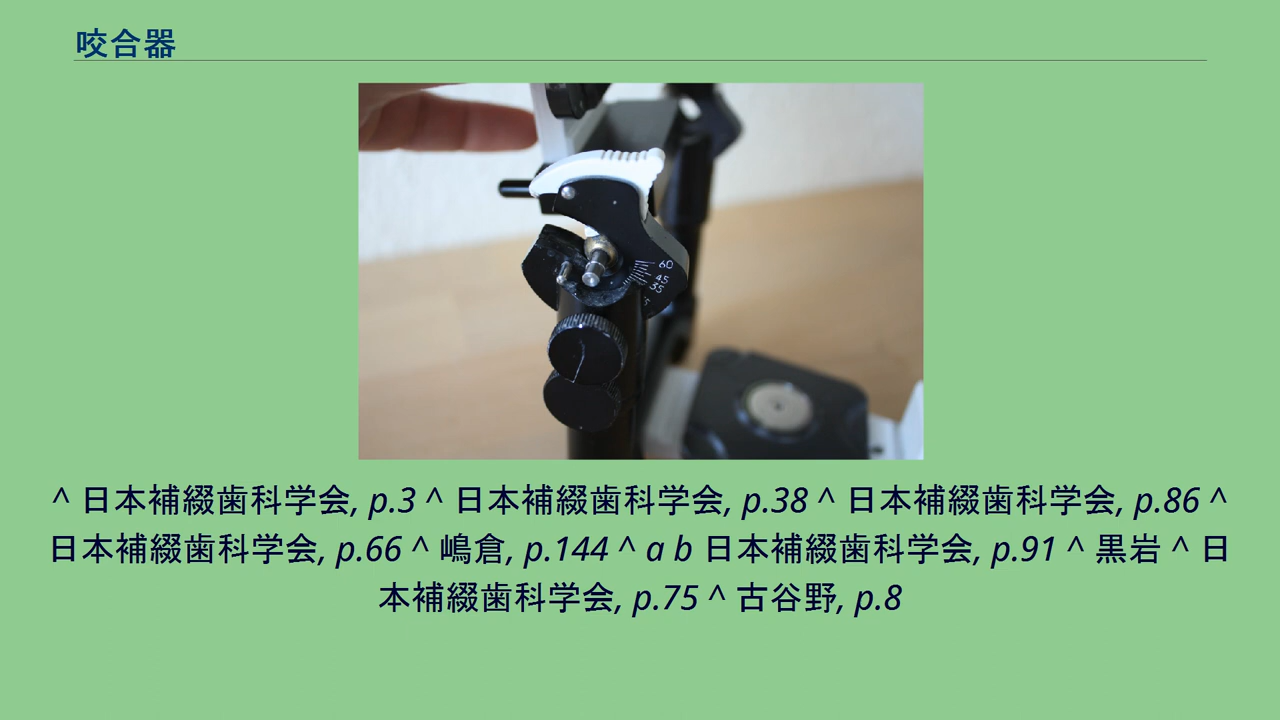 咬合器
60
45
35
^ 日本補綴歯科学会, p.3 ^ 日本補綴歯科学会, p.38 ^ 日本補綴歯科学会, p.86 ^
日本補綴歯科学会, p.66 ^ 嶋倉, p.144 ^ a b 日本補綴歯科学会, p.91 ^ 黒岩 ^ 日
本補綴歯科学会, p.75 ^ 古谷野, p.8